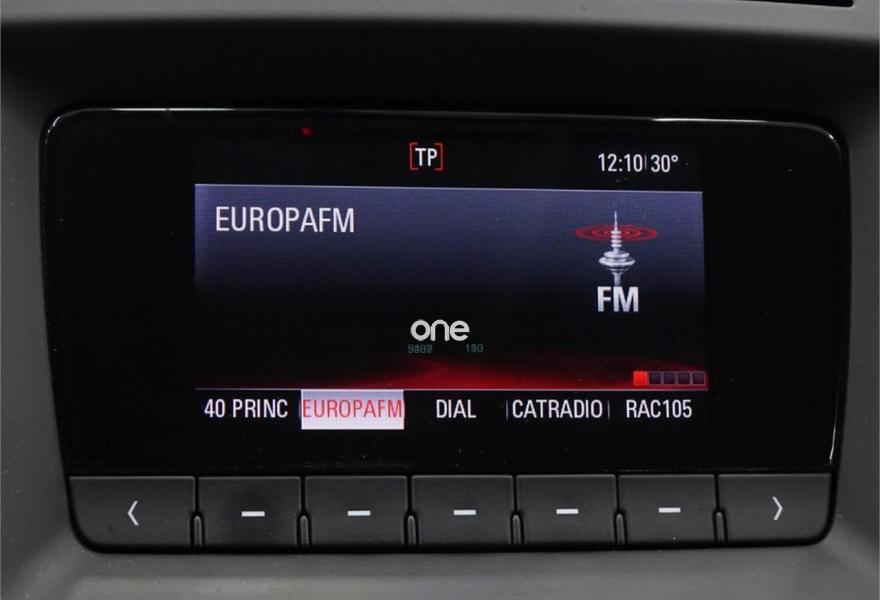 [TP]
12:10 30°
EUROPAFM
FM
one
40 PRINC EUROPAFM DIAL CATRADIO RAC105